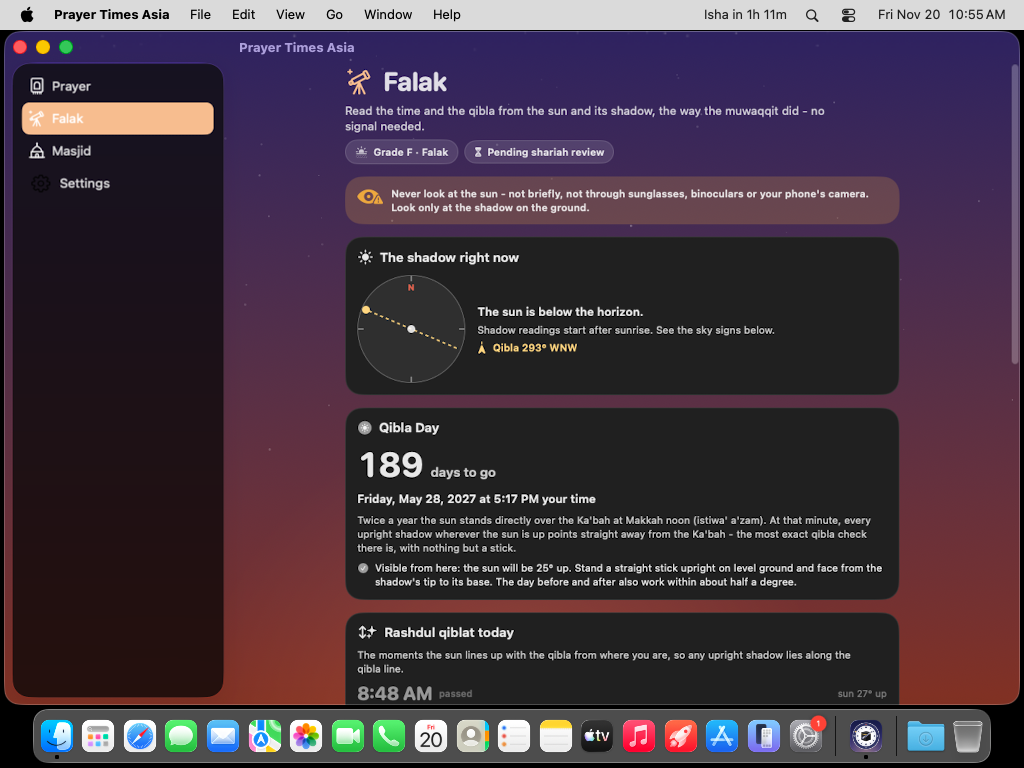 Prayer Times Asia File Edit View Go Window Help Isha in 1h 11m Fri Nov 20 10:55 AM
Prayer Times Asia
Prayer
Falak
Masjid
Settings
Falak
Read the time and the qibla from the sun and its shadow, the way the muwaqqit did - no
signal needed.
Grade F · Falak Pending shariah review
Never look at the sun - not briefly, not through sunglasses, binoculars or your phone's camera.
Look only at the shadow on the ground.
The shadow right now
N
The sun is below the horizon.
Shadow readings start after sunrise. See the sky signs below.
Qibla 293° WNW
Qibla Day
189 days to go
Friday, May 28, 2027 at 5:17 PM your time
Twice a year the sun stands directly over the Ka'bah at Makkah noon (istiwa' a'zam). At that minute, every
upright shadow wherever the sun is up points straight away from the Ka'bah - the most exact qibla check
there is, with nothing but a stick.
Visible from here: the sun will be 25° up. Stand a straight stick upright on level ground and face from the
shadow's tip to its base. The day before and after also work within about half a degree.
Rashdul qiblat today
The moments the sun lines up with the qibla from where you are, so any upright shadow lies along the
qibla line.
8:48 AM passed sun 27° up
Fri
20
tv
1